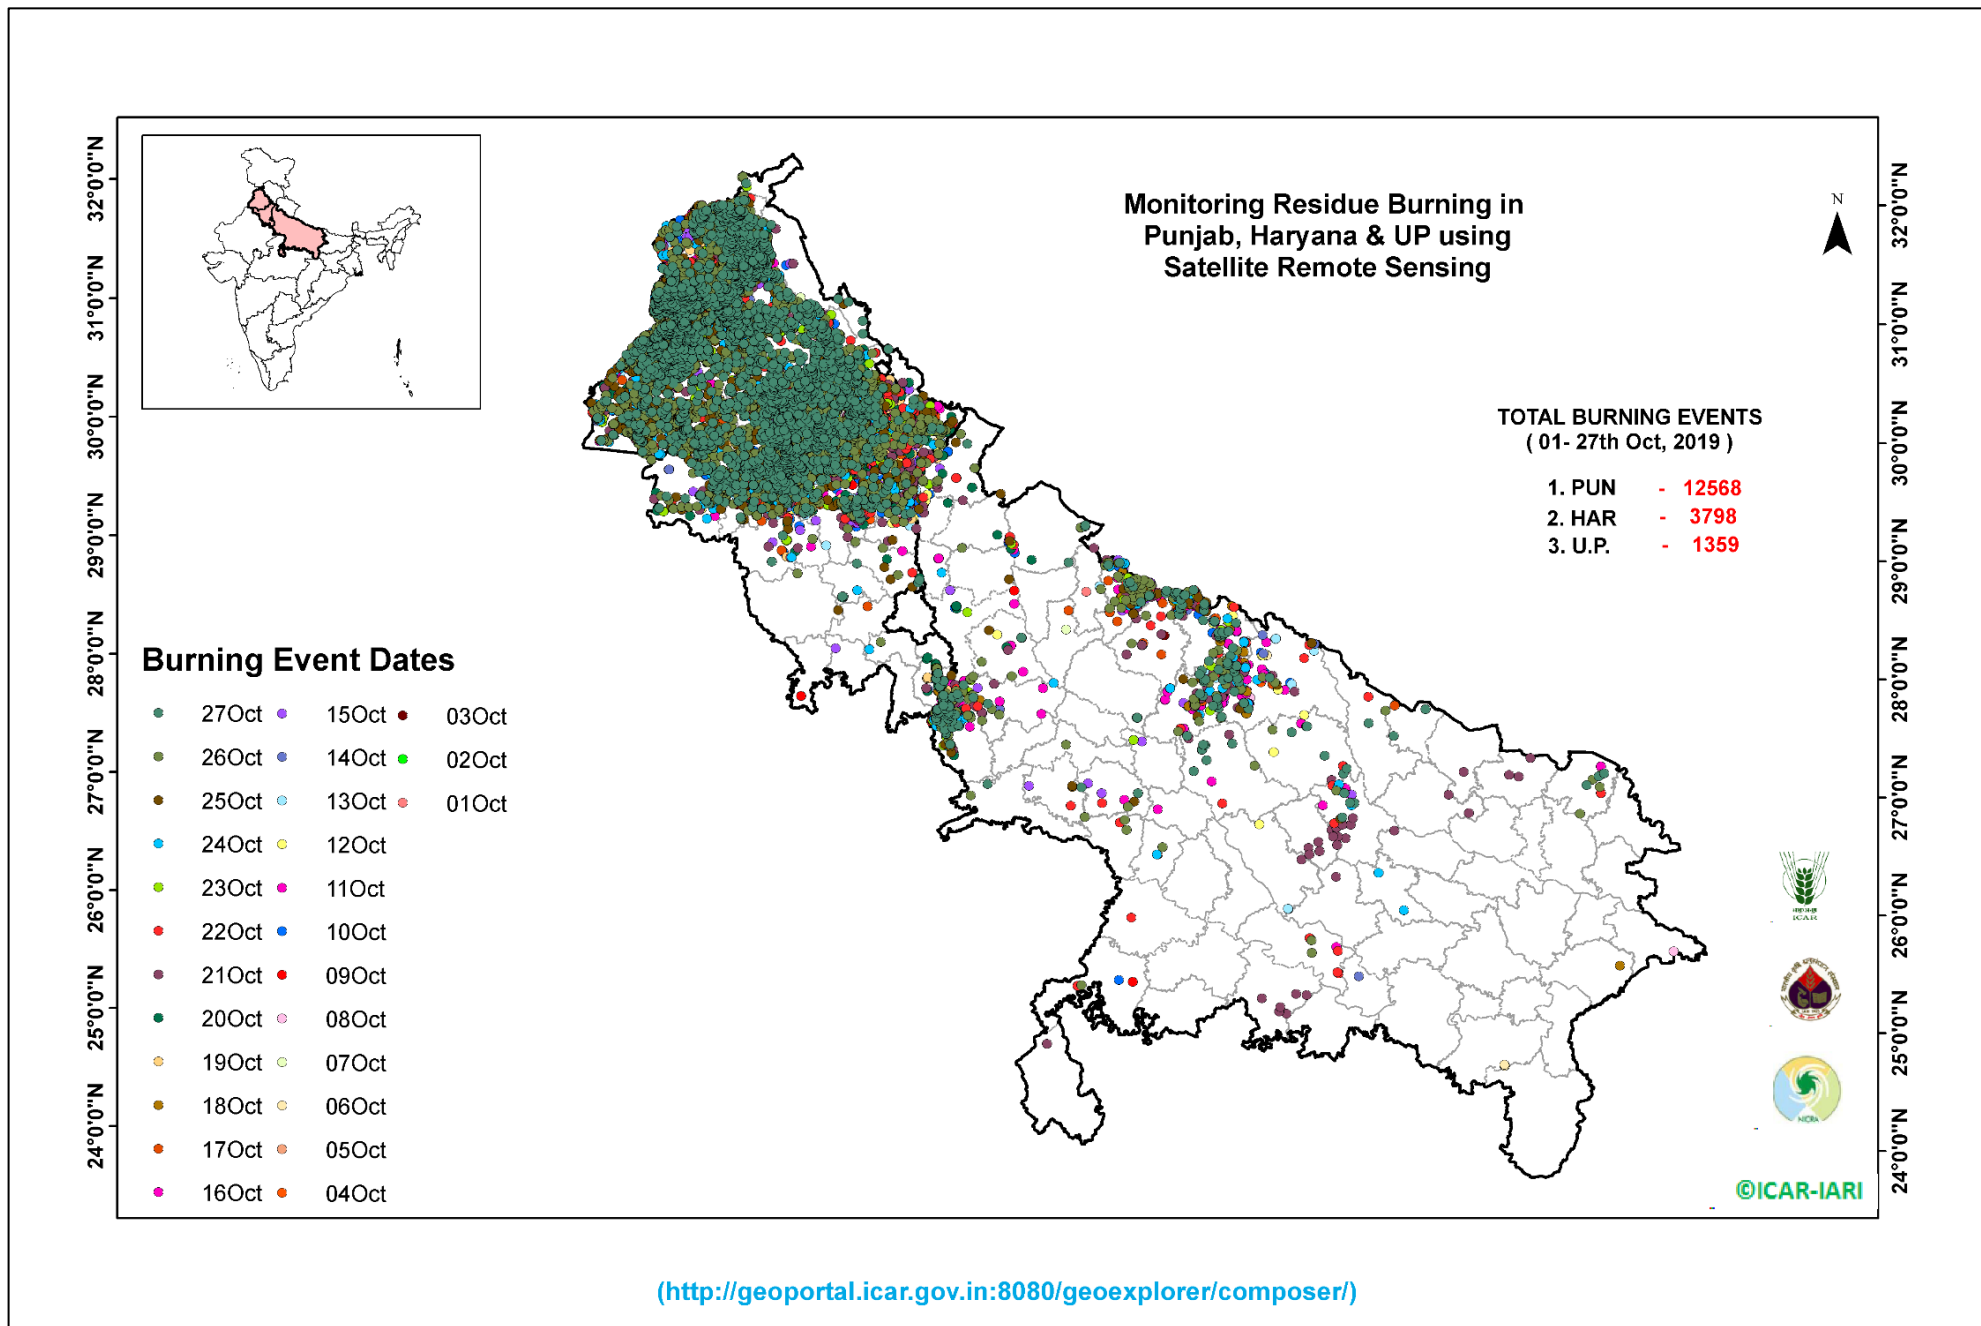 Monitoring Residue Burning in
Punjab, Haryana & UP using
Satellite Remote Sensing
N
TOTAL BURNING EVENTS
( 01- 27th Oct, 2019 )
1. PUN - 12568
2. HAR - 3798
3. U.P. - 1359
32°0'0"N
31°0'0"N
30°0'0"N
29°0'0"N
28°0'0"N
27°0'0"N
26°0'0"N
25°0'0"N
24°0'0"N
32°0'0"N
31°0'0"N
30°0'0"N
29°0'0"N
28°0'0"N
27°0'0"N
26°0'0"N
25°0'0"N
24°0'0"N
Burning Event Dates
27Oct 15Oct 03Oct
26Oct 14Oct 02Oct
25Oct 13Oct 01Oct
24Oct 12Oct
23Oct 11Oct
22Oct 10Oct
21Oct 09Oct
20Oct 08Oct
19Oct 07Oct
18Oct 06Oct
17Oct 05Oct
16Oct 04Oct
ICAR
NICRA
©ICAR-IARI
(http://geoportal.icar.gov.in:8080/geoexplorer/composer/)